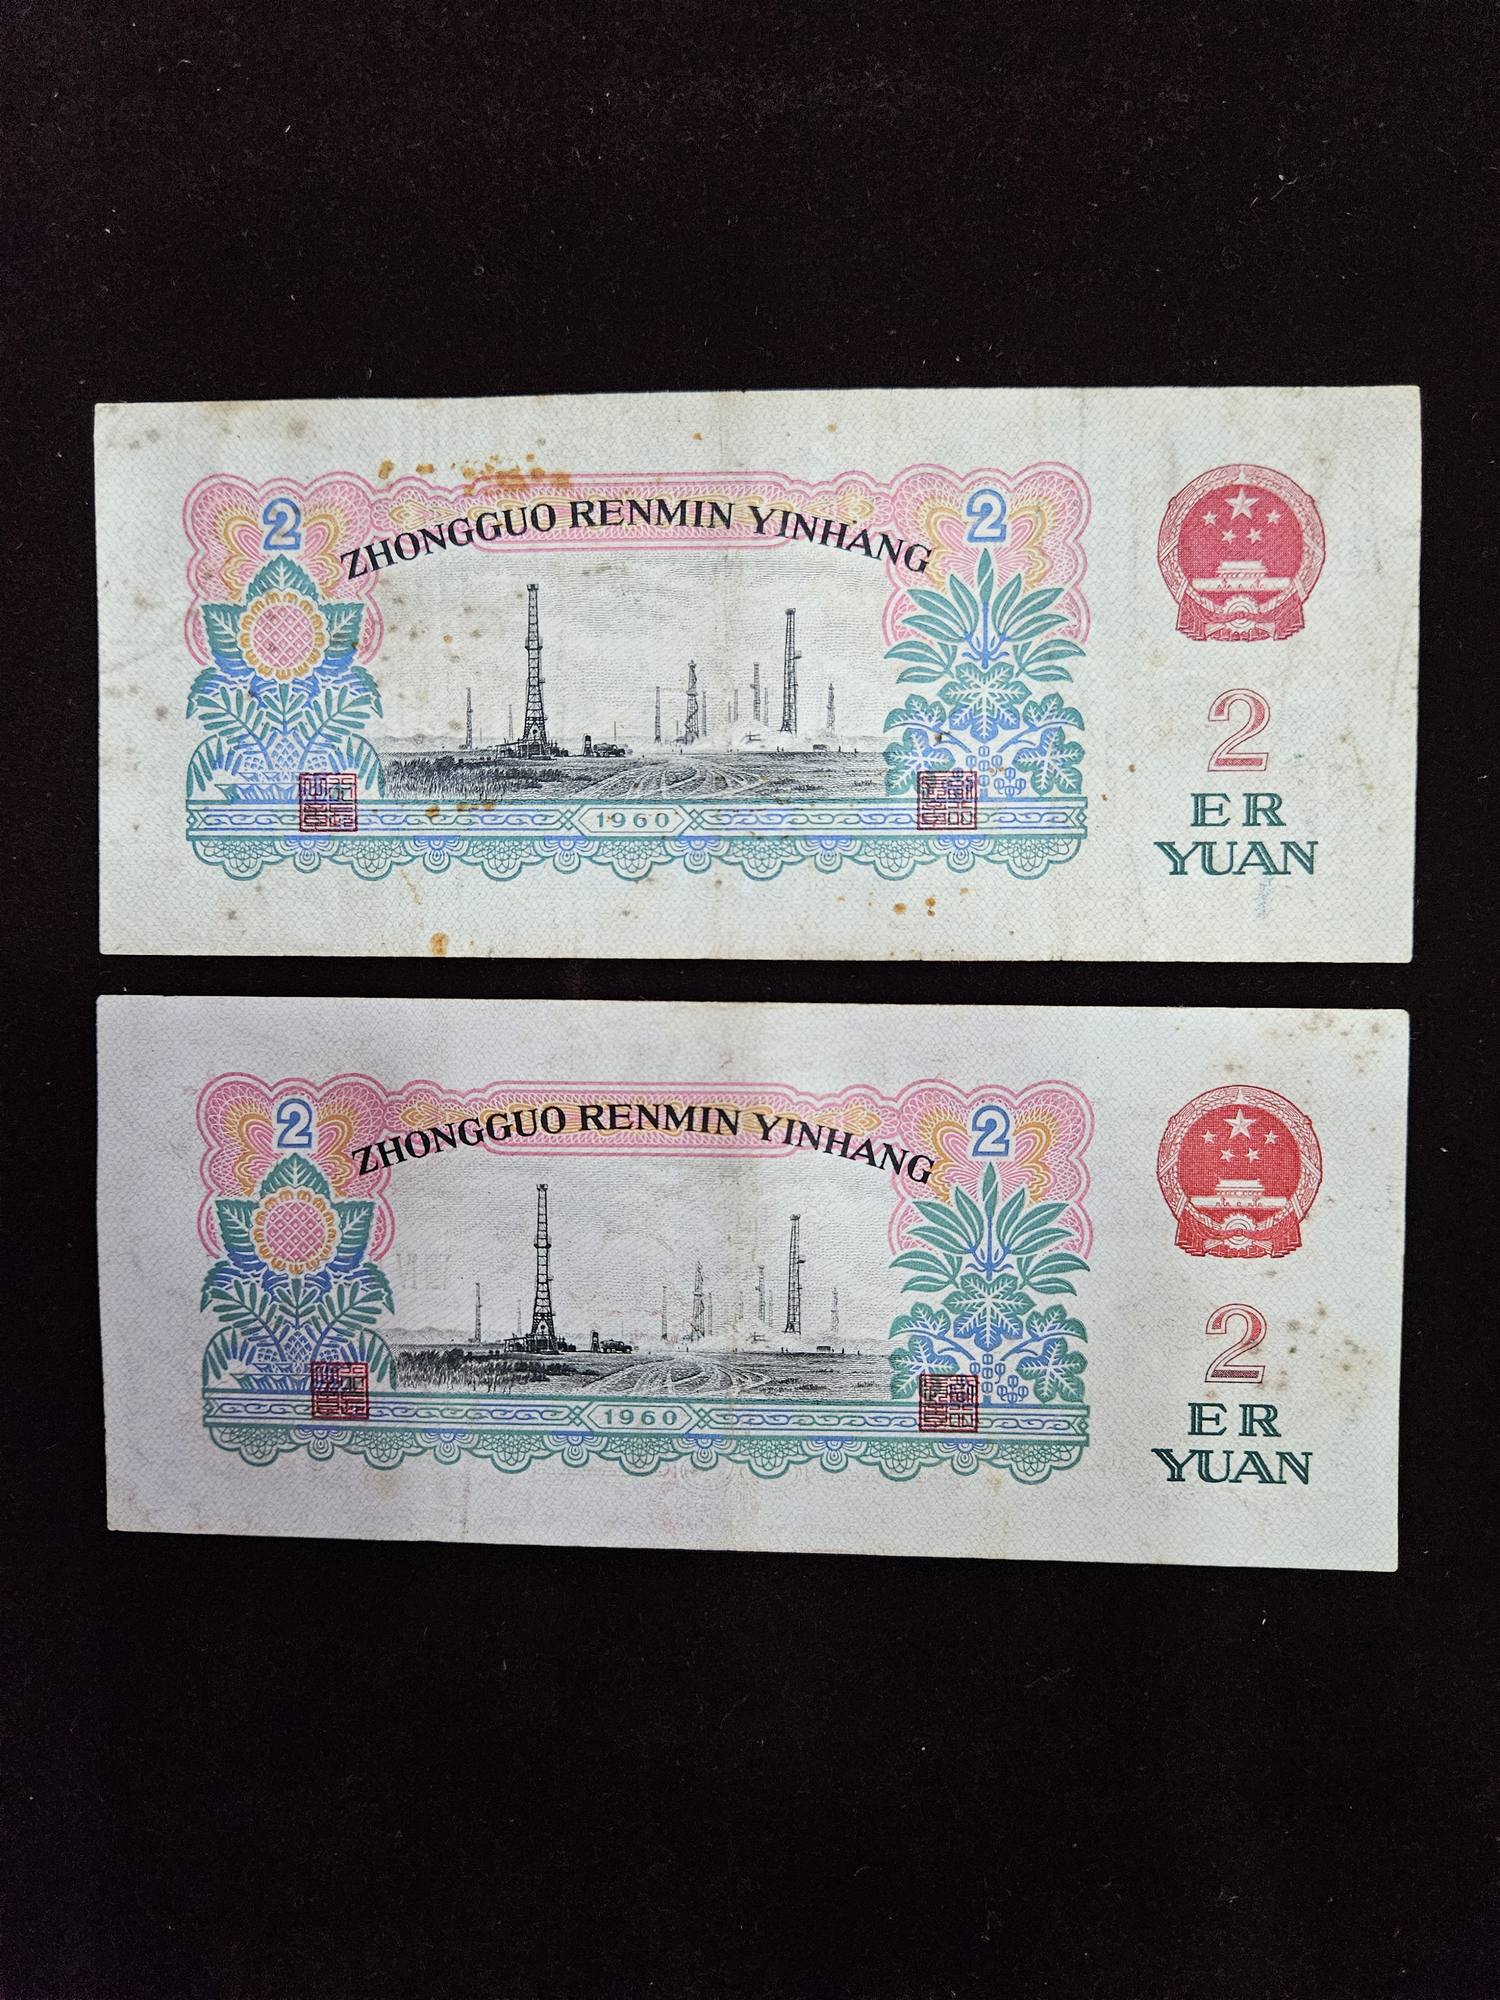 2 2
ZHONGGUO RENMIN YINHANG
2
1960
ER
YUAN
2 2
ZHONGGUO RENMIN YINHANG
2
1960
ER
YUAN